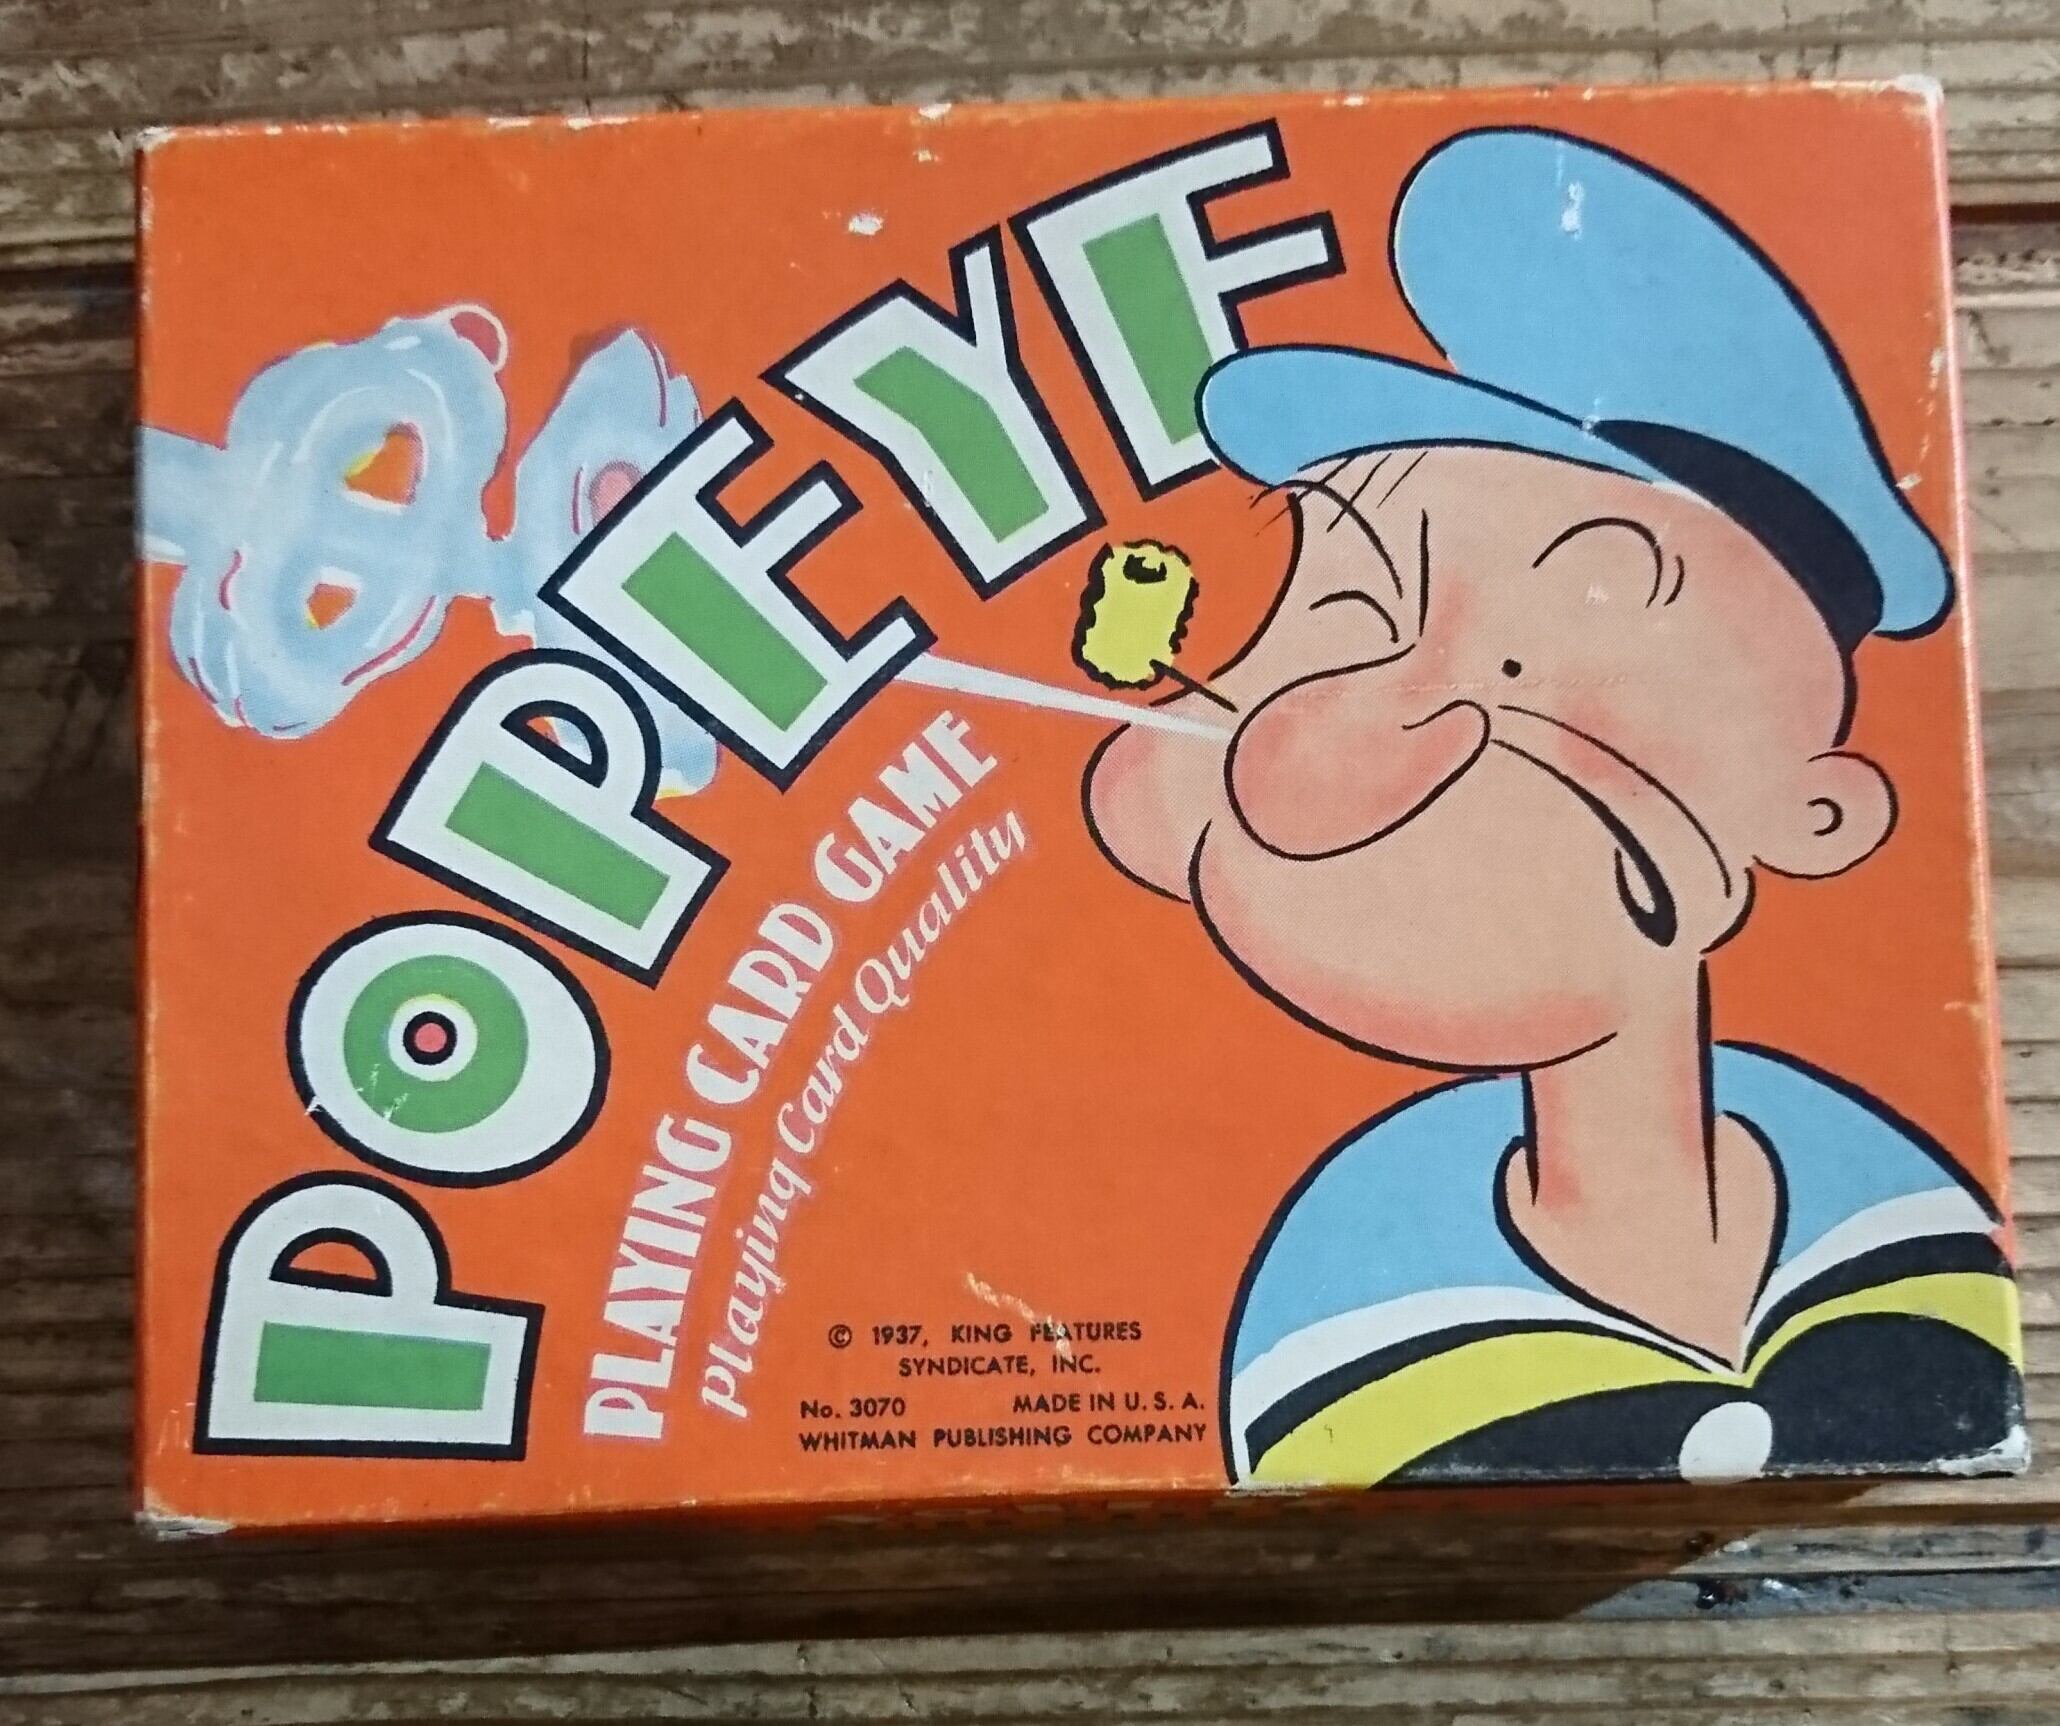 POPEYE
PLAYING CARD GAME
Playing Card Quality
© 1937, KING FEATURES
SYNDICATE, INC.
No. 3070 MADE IN U. S. A.
WHITMAN PUBLISHING COMPANY